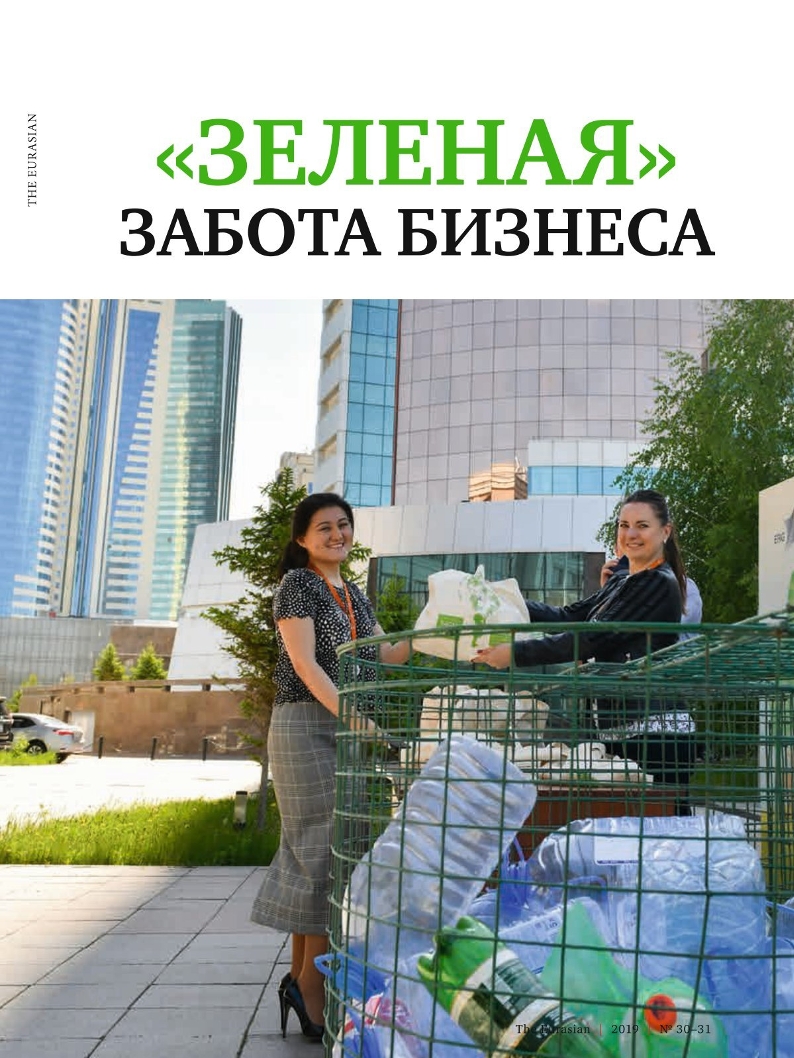 THE EURASIAN
«ЗЕЛЕНАЯ»
ЗАБОТА БИЗНЕСА
The Eurasian | 2019 | № 30–31